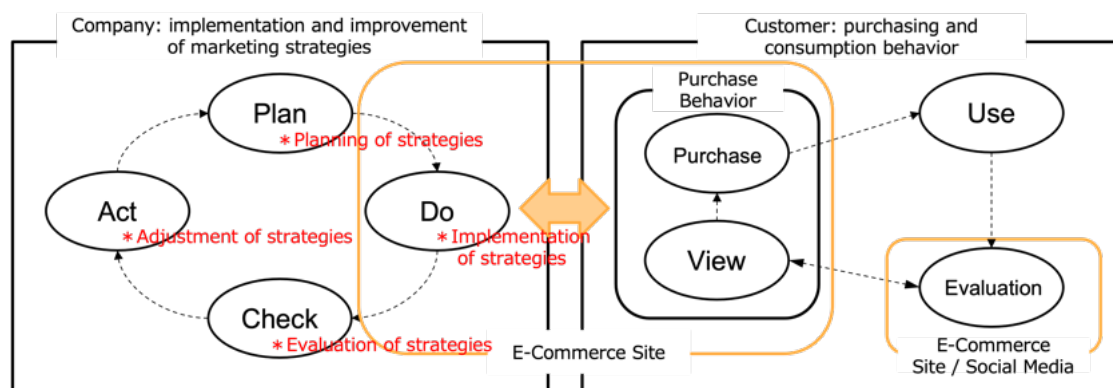 Company: implementation and improvement
of marketing strategies
Plan
*Planning of strategies
Act
*Adjustment of strategies
Do
*Implementation
of strategies
Check
*Evaluation of strategies
E-Commerce Site
Customer: purchasing and
consumption behavior
Purchase
Behavior
Purchase
View
Use
Evaluation
E-Commerce
Site / Social Media